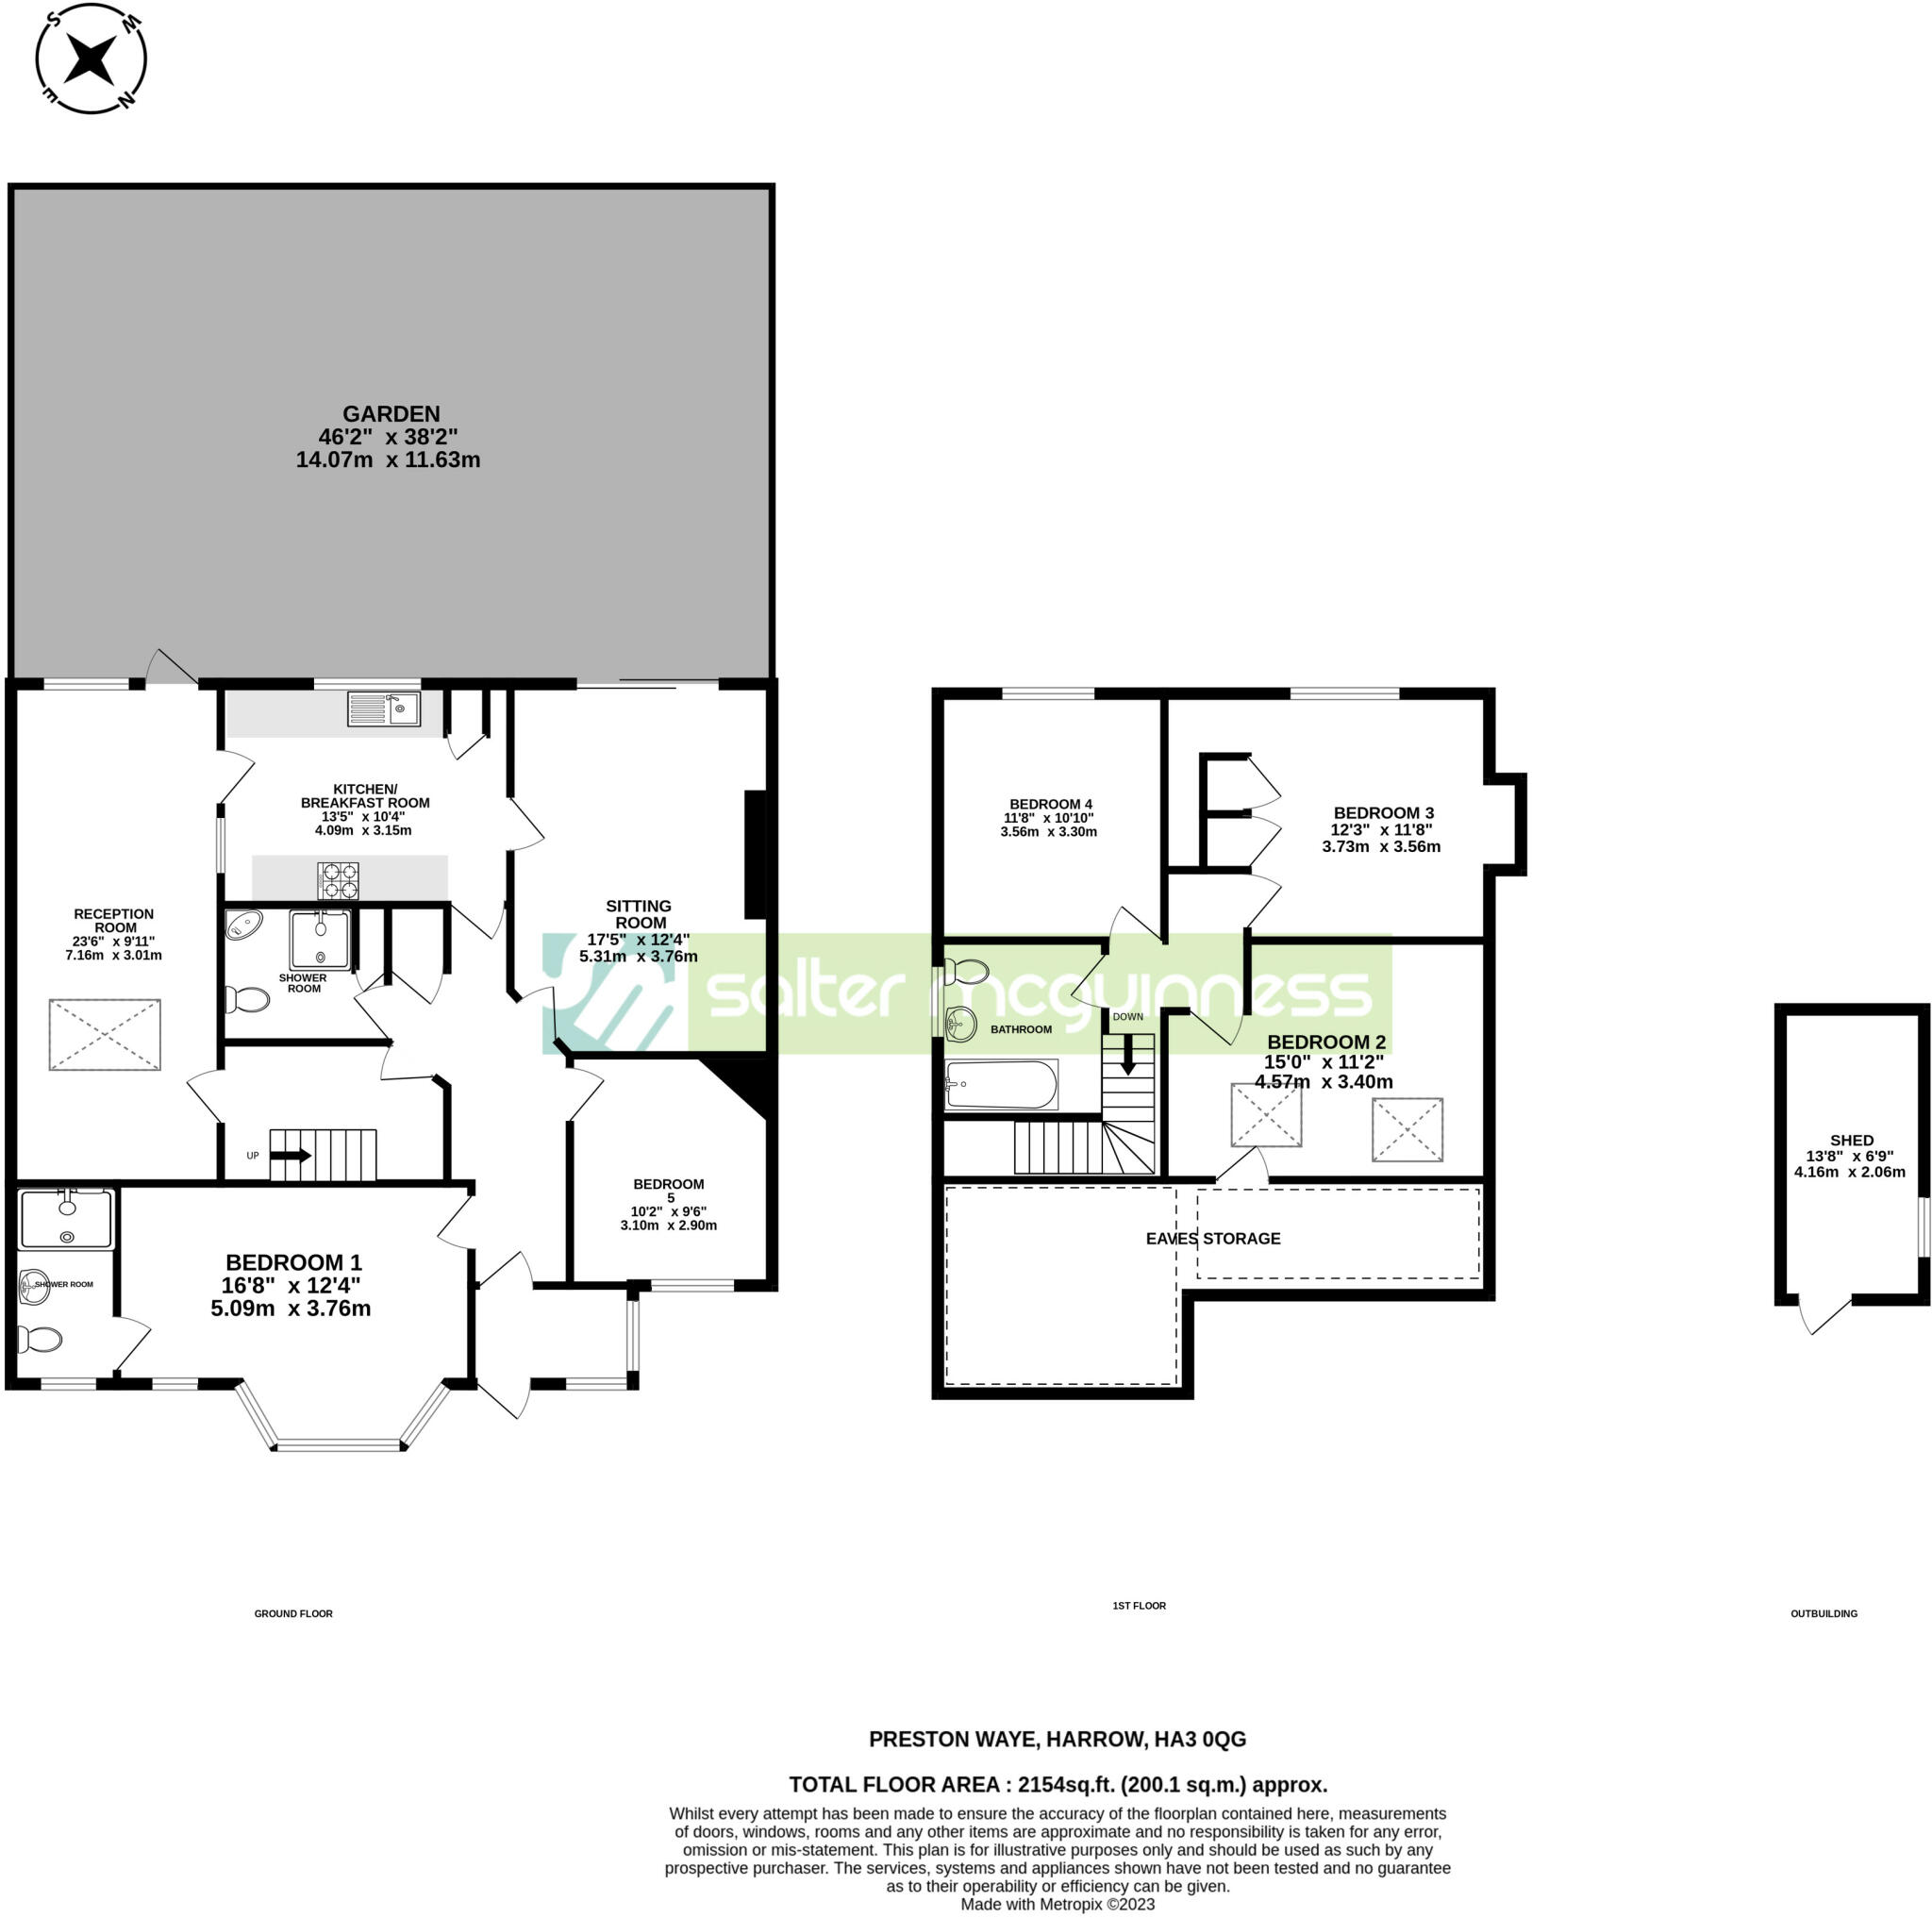 S
W
E
N
GARDEN
46'2" x 38'2"
14.07m x 11.63m
KITCHEN/
BREAKFAST ROOM
13'5" x 10'4"
4.09m x 3.15m
RECEPTION
ROOM
23'6" x 9'11"
7.16m x 3.01m
SITTING
ROOM
17'5" x 12'4"
5.31m x 3.76m
SHOWER
ROOM
UP
BEDROOM
5
10'2" x 9'6"
3.10m x 2.90m
BEDROOM 1
16'8" x 12'4"
5.09m x 3.76m
SHOWER ROOM
BEDROOM 4
11'8" x 10'10"
3.56m x 3.30m
BEDROOM 3
12'3" x 11'8"
3.73m x 3.56m
salter mcguinness
BATHROOM
DOWN
BEDROOM 2
15'0" x 11'2"
4.57m x 3.40m
EAVES STORAGE
SHED
13'8" x 6'9"
4.16m x 2.06m
GROUND FLOOR
1ST FLOOR
OUTBUILDING
PRESTON WAYE, HARROW, HA3 0QG
TOTAL FLOOR AREA : 2154sq.ft. (200.1 sq.m.) approx.
Whilst every attempt has been made to ensure the accuracy of the floorplan contained here, measurements
of doors, windows, rooms and any other items are approximate and no responsibility is taken for any error,
omission or mis-statement. This plan is for illustrative purposes only and should be used as such by any
prospective purchaser. The services, systems and appliances shown have not been tested and no guarantee
as to their operability or efficiency can be given.
Made with Metropix ©2023